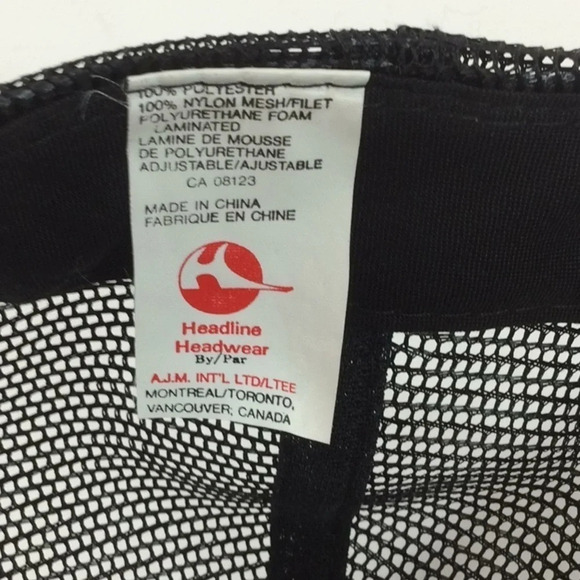 100% POLYESTER
100% NYLON MESH/FILET
POLYURETHANE FOAM
LAMINATED
LAMINE DE MOUSSE
DE POLYURETHANE
ADJUSTABLE/AJUSTABLE
CA 08123
MADE IN CHINA
FABRIQUE EN CHINE
Headline
Headwear
By/Par
A.J.M. INT'L LTD/LTEE
MONTREAL/TORONTO,
VANCOUVER, CANADA